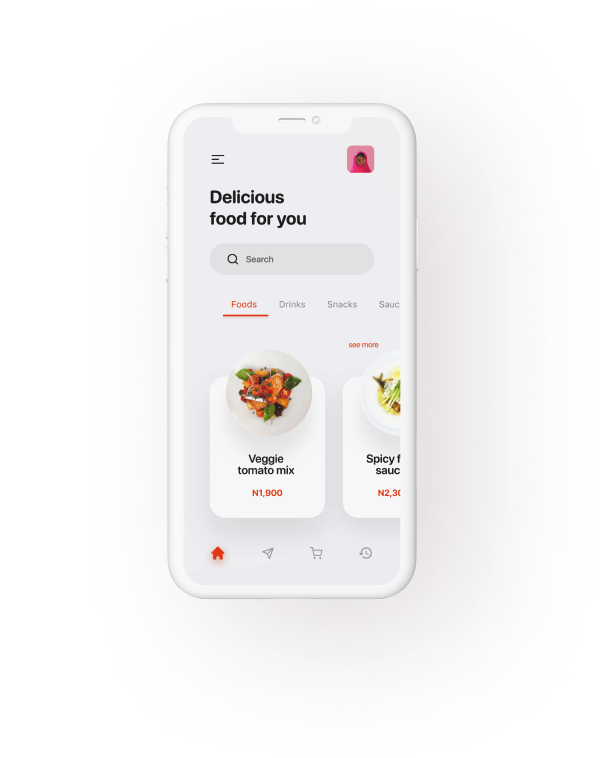 Delicious
food for you
Search
Foods Drinks Snacks Sauc
see more
Veggie
tomato mix
N1,900
Spicy f
sauc
N2,30